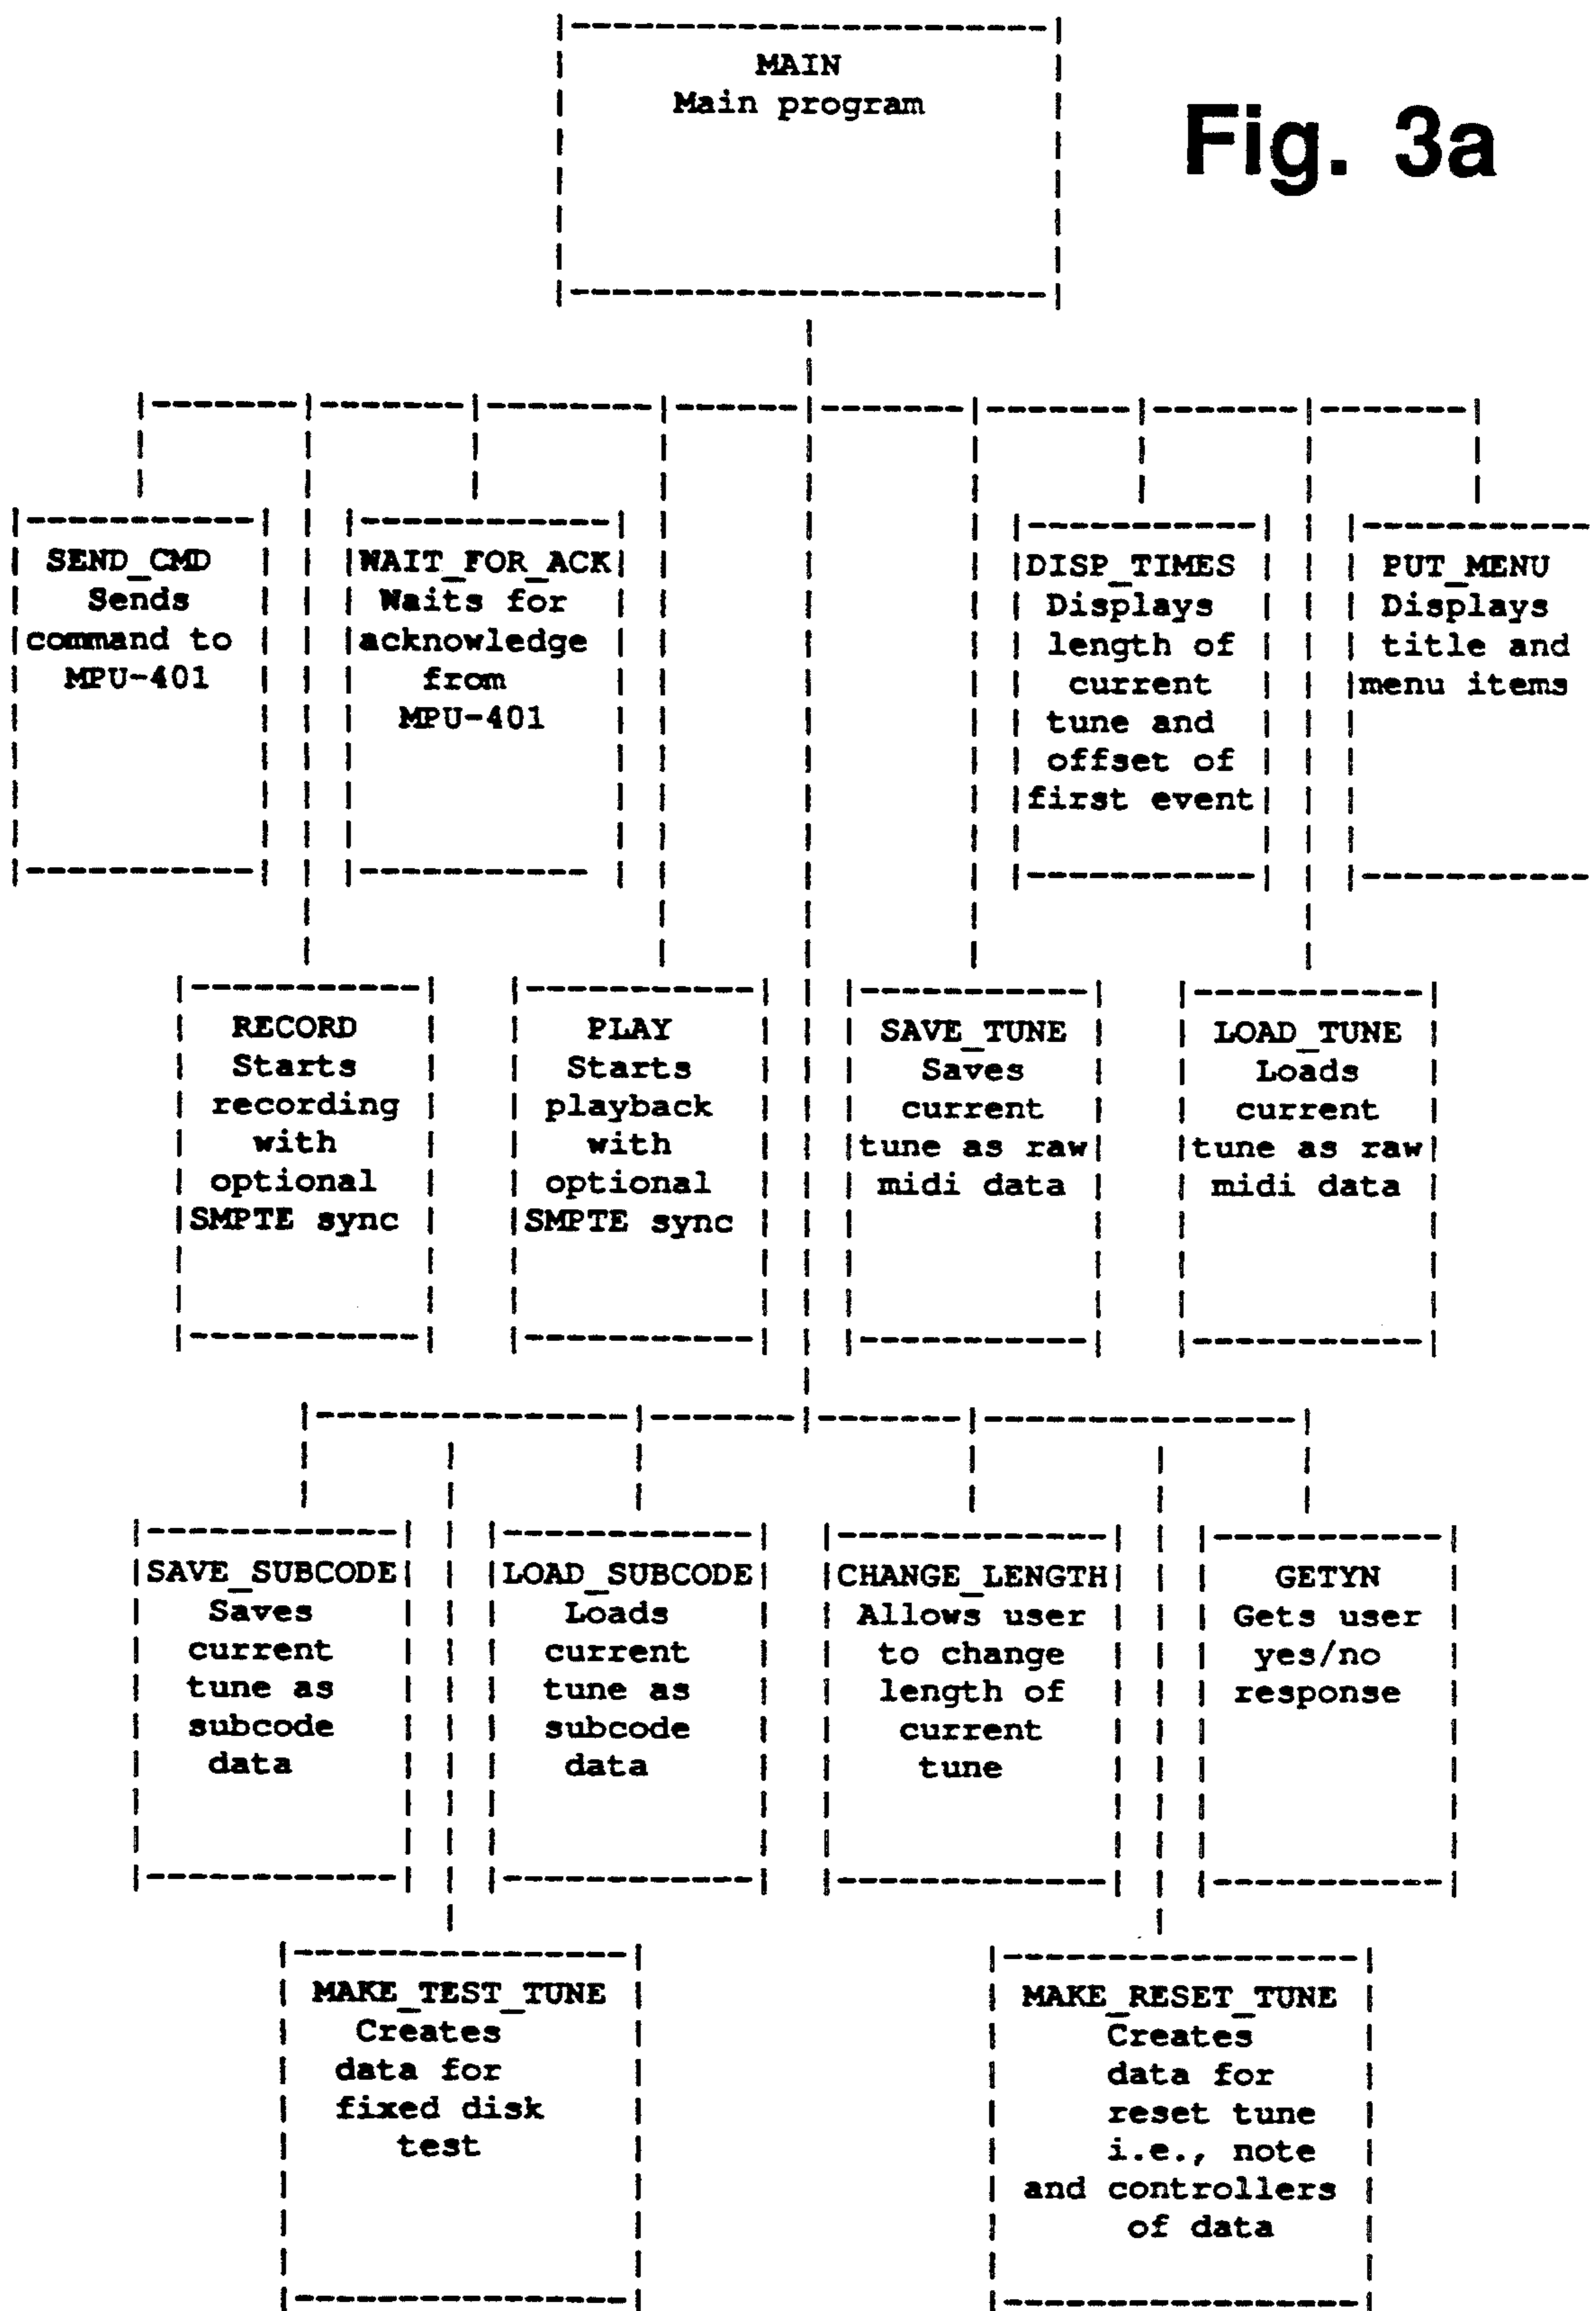 MAIN
Main program
Fig. 3a
SEND_CMD
Sends
command to
MPU-401
WAIT_FOR_ACK
Waits for
acknowledge
from
MPU-401
DISP_TIMES
Displays
length of
current
tune and
offset of
first event
PUT_MENU
Displays
title and
menu items
RECORD
Starts
recording
with
optional
SMPTE sync
PLAY
Starts
playback
with
optional
SMPTE sync
SAVE_TUNE
Saves
current
tune as raw
midi data
LOAD_TUNE
Loads
current
tune as raw
midi data
SAVE_SUBCODE
Saves
current
tune as
subcode
data
LOAD_SUBCODE
Loads
current
tune as
subcode
data
CHANGE_LENGTH
Allows user
to change
length of
current
tune
GETYN
Gets user
yes/no
response
MAKE_TEST_TUNE
Creates
data for
fixed disk
test
MAKE_RESET_TUNE
Creates
data for
reset tune
i.e., note
and controllers
of data